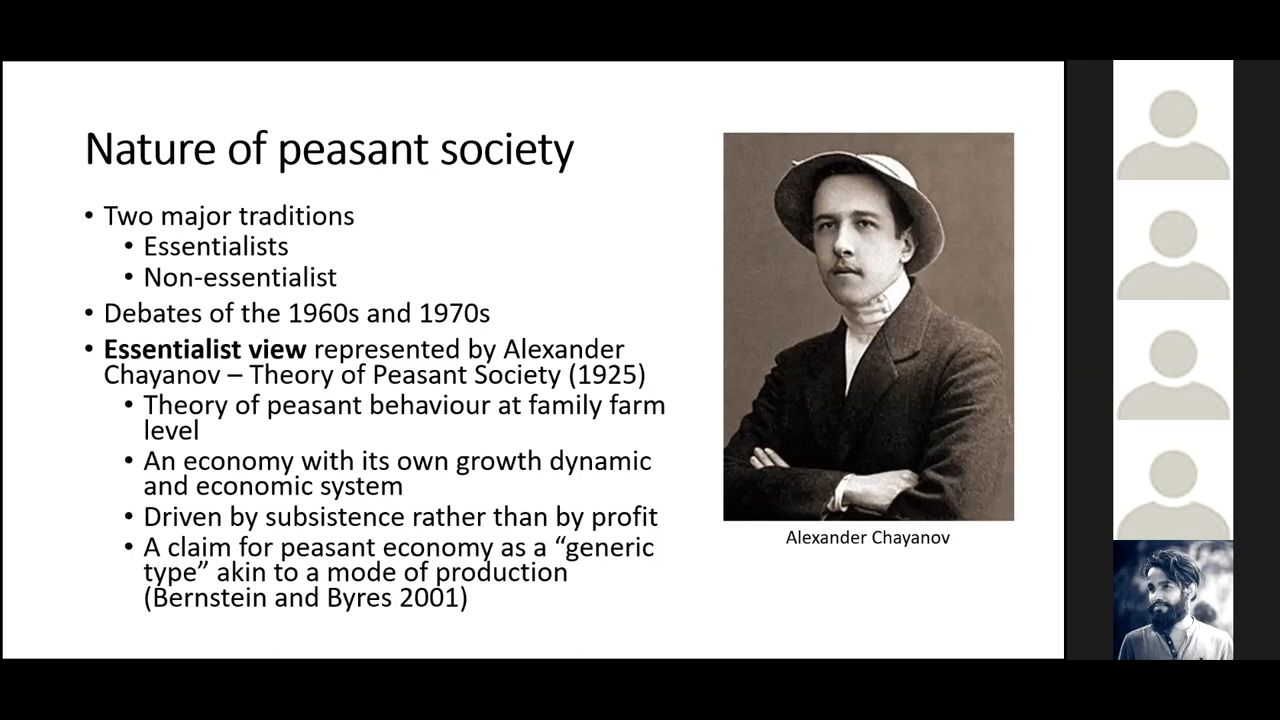 Nature of peasant society
• Two major traditions
• Essentialists
• Non-essentialist
• Debates of the 1960s and 1970s
• Essentialist view represented by Alexander
Chayanov – Theory of Peasant Society (1925)
• Theory of peasant behaviour at family farm
level
• An economy with its own growth dynamic
and economic system
• Driven by subsistence rather than by profit
• A claim for peasant economy as a “generic
type” akin to a mode of production
(Bernstein and Byres 2001)
Alexander Chayanov